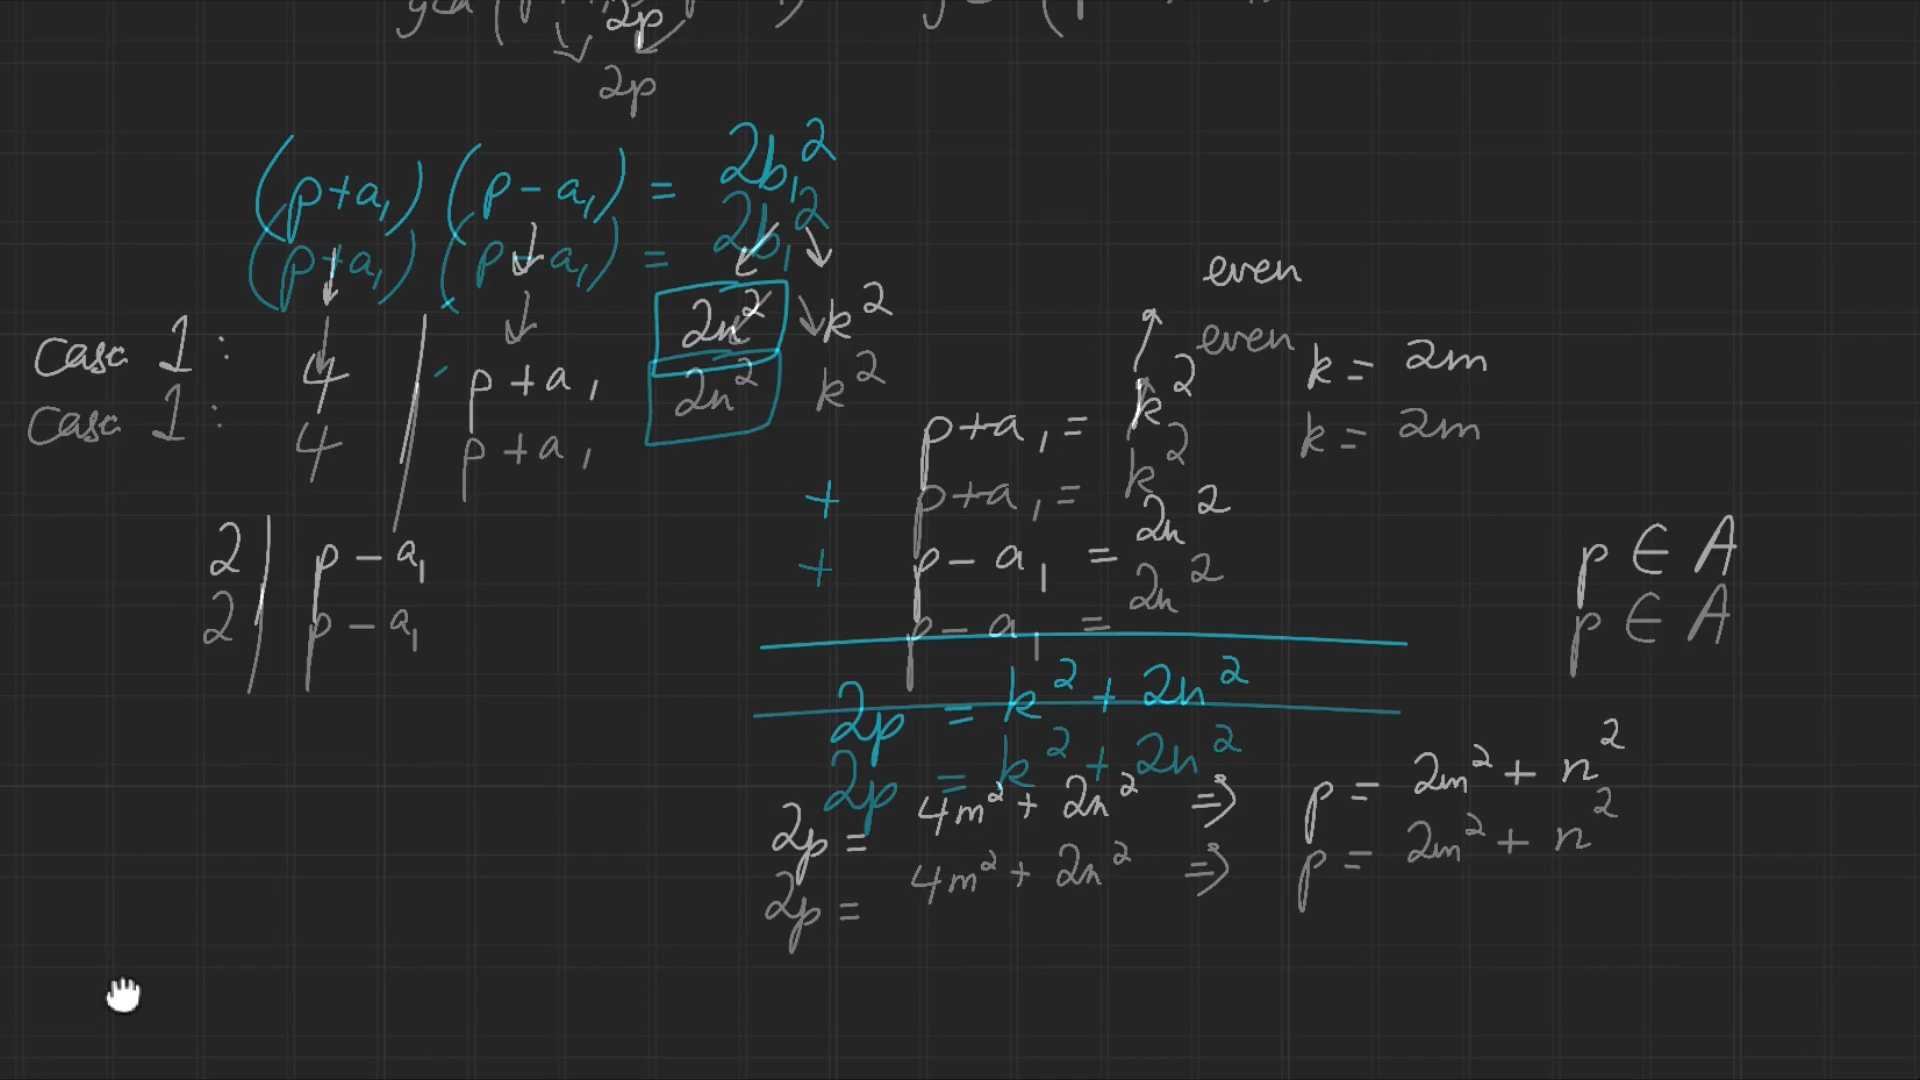 2p
2p
(p+a₁)(p-a₁) = 2b₁²
(p+a₁)(p-a₁) = 2b₁²
even
even
Case 1: 4 | p+a₁ 2n² k²
Case 1: 4 | p+a₁ 2n² k²
p+a₁ = k² k = 2m
p+a₁ = k² k = 2m
2 | p-a₁ + p-a₁ = 2n² p ∈ A
2 | p-a₁ + p-a₁ = 2n² p ∈ A
2p = k² + 2n²
2p = k² + 2n²
2p = 4m² + 2n² ⇒ p = 2m² + n²
2p = 4m² + 2n² ⇒ p = 2m² + n²